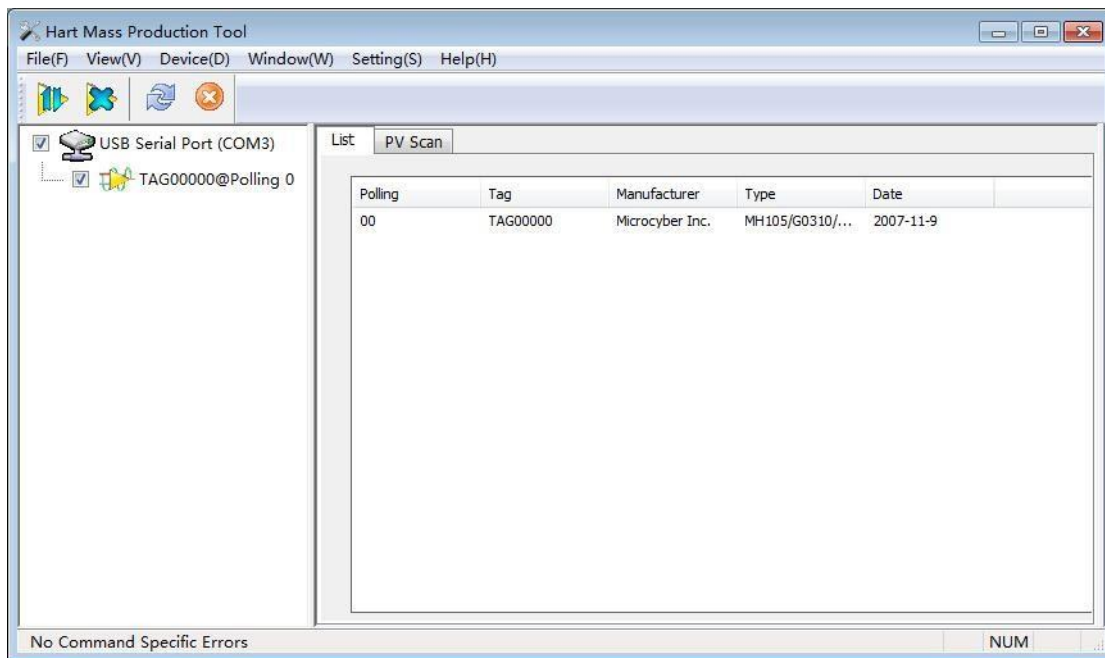 Hart Mass Production Tool
File(F) View(V) Device(D) Window(W) Setting(S) Help(H)
USB Serial Port (COM3)
TAG00000@Polling 0
List PV Scan
Polling Tag Manufacturer Type Date
00 TAG00000 Microcyber Inc. MH105/G0310/... 2007-11-9
No Command Specific Errors NUM